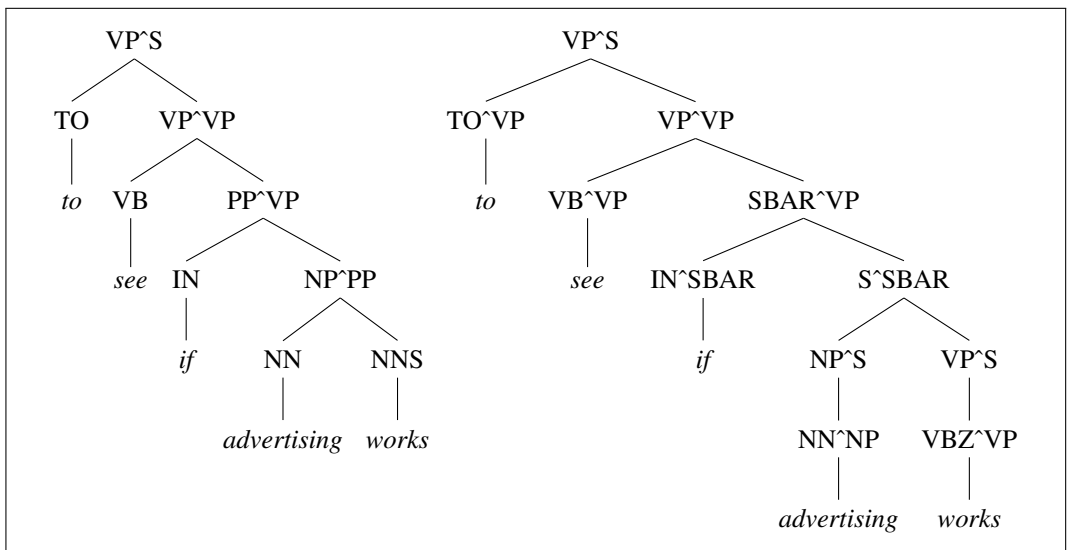 VP^S VP^S
TO VP^VP TO^VP VP^VP
to VB PP^VP to VB^VP SBAR^VP
see IN NP^PP see IN^SBAR S^SBAR
if NN NNS if NP^S VP^S
advertising works NN^NP VBZ^VP
advertising works